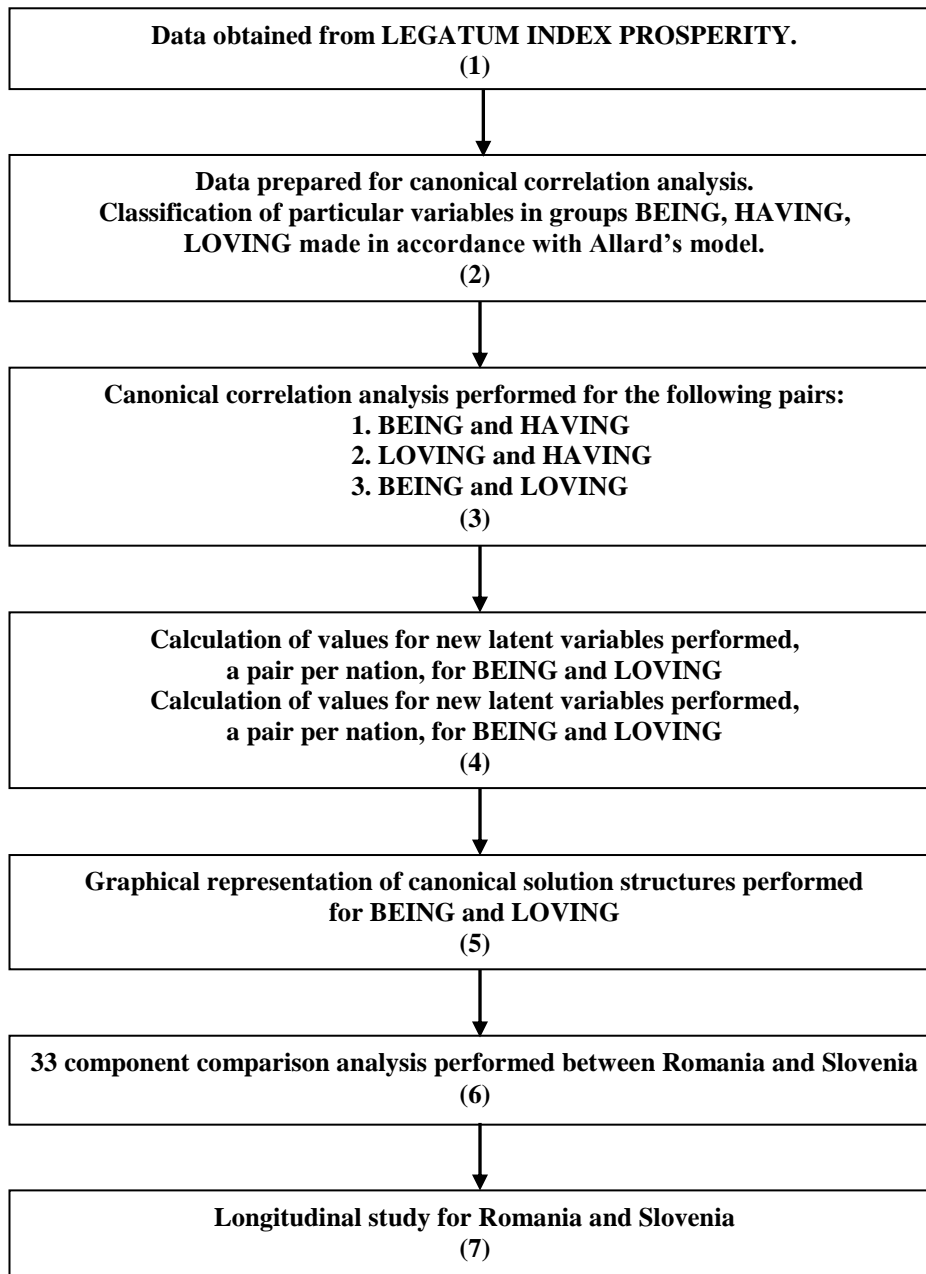 Data obtained from LEGATUM INDEX PROSPERITY.
(1)
Data prepared for canonical correlation analysis.
Classification of particular variables in groups BEING, HAVING,
LOVING made in accordance with Allard’s model.
(2)
Canonical correlation analysis performed for the following pairs:
1. BEING and HAVING
2. LOVING and HAVING
3. BEING and LOVING
(3)
Calculation of values for new latent variables performed,
a pair per nation, for BEING and LOVING
Calculation of values for new latent variables performed,
a pair per nation, for BEING and LOVING
(4)
Graphical representation of canonical solution structures performed
for BEING and LOVING
(5)
33 component comparison analysis performed between Romania and Slovenia
(6)
Longitudinal study for Romania and Slovenia
(7)